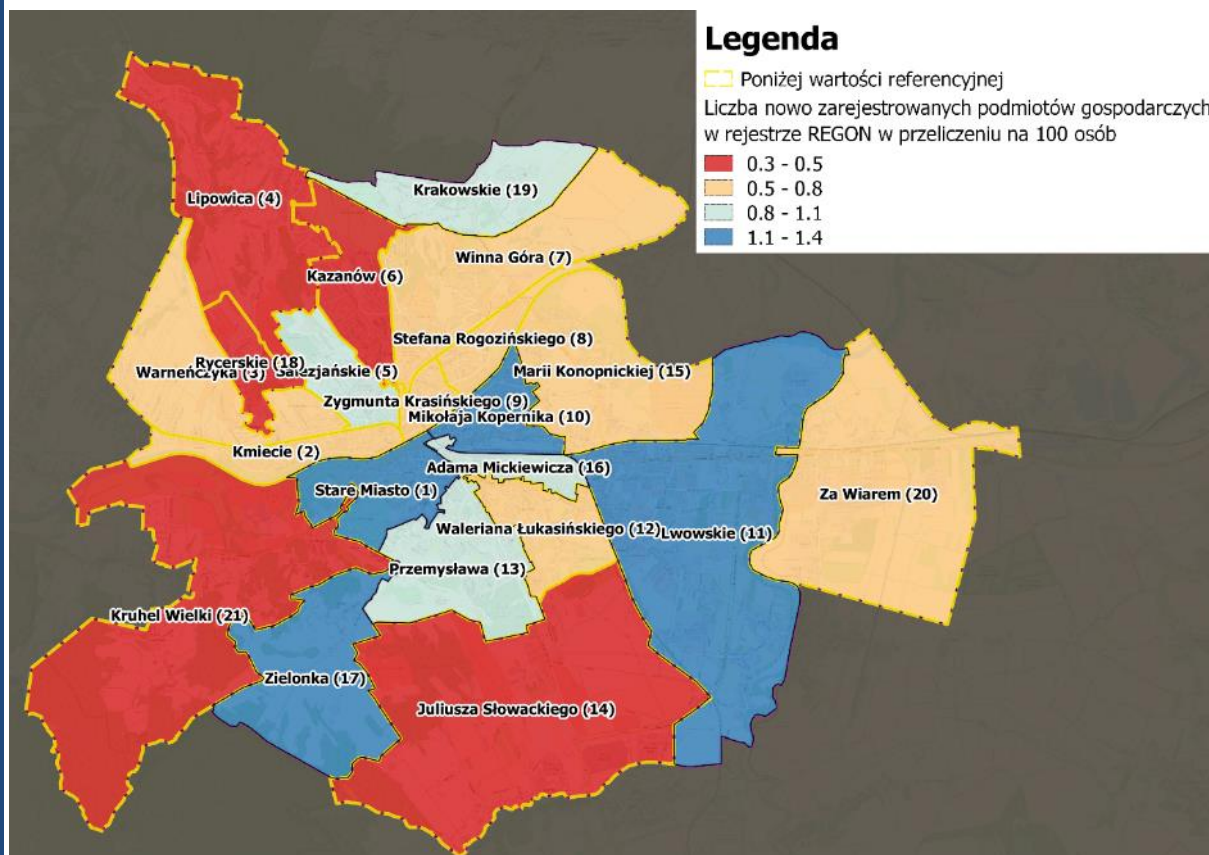 Legenda
Poniżej wartości referencyjnej
Liczba nowo zarejestrowanych podmiotów gospodarczych
w rejestrze REGON w przeliczeniu na 100 osób
0.3 - 0.5
0.5 - 0.8
0.8 - 1.1
1.1 - 1.4
Krakowskie (19)
Lipowica (4)
Winna Góra (7)
Kazanów (6)
Stefana Rogozińskiego (8)
Rycerskie (18)
Warneńczyka (3)
Salezjańskie (5)
Marii Konopnickiej (15)
Zygmunta Krasińskiego (9)
Mikołaja Kopernika (10)
Kmiecie (2)
Adama Mickiewicza (16)
Stare Miasto (1)
Za Wiarem (20)
Waleriana Łukasińskiego (12)
Lwowskie (11)
Przemysława (13)
Kruhel Wielki (21)
Zielonka (17)
Juliusza Słowackiego (14)